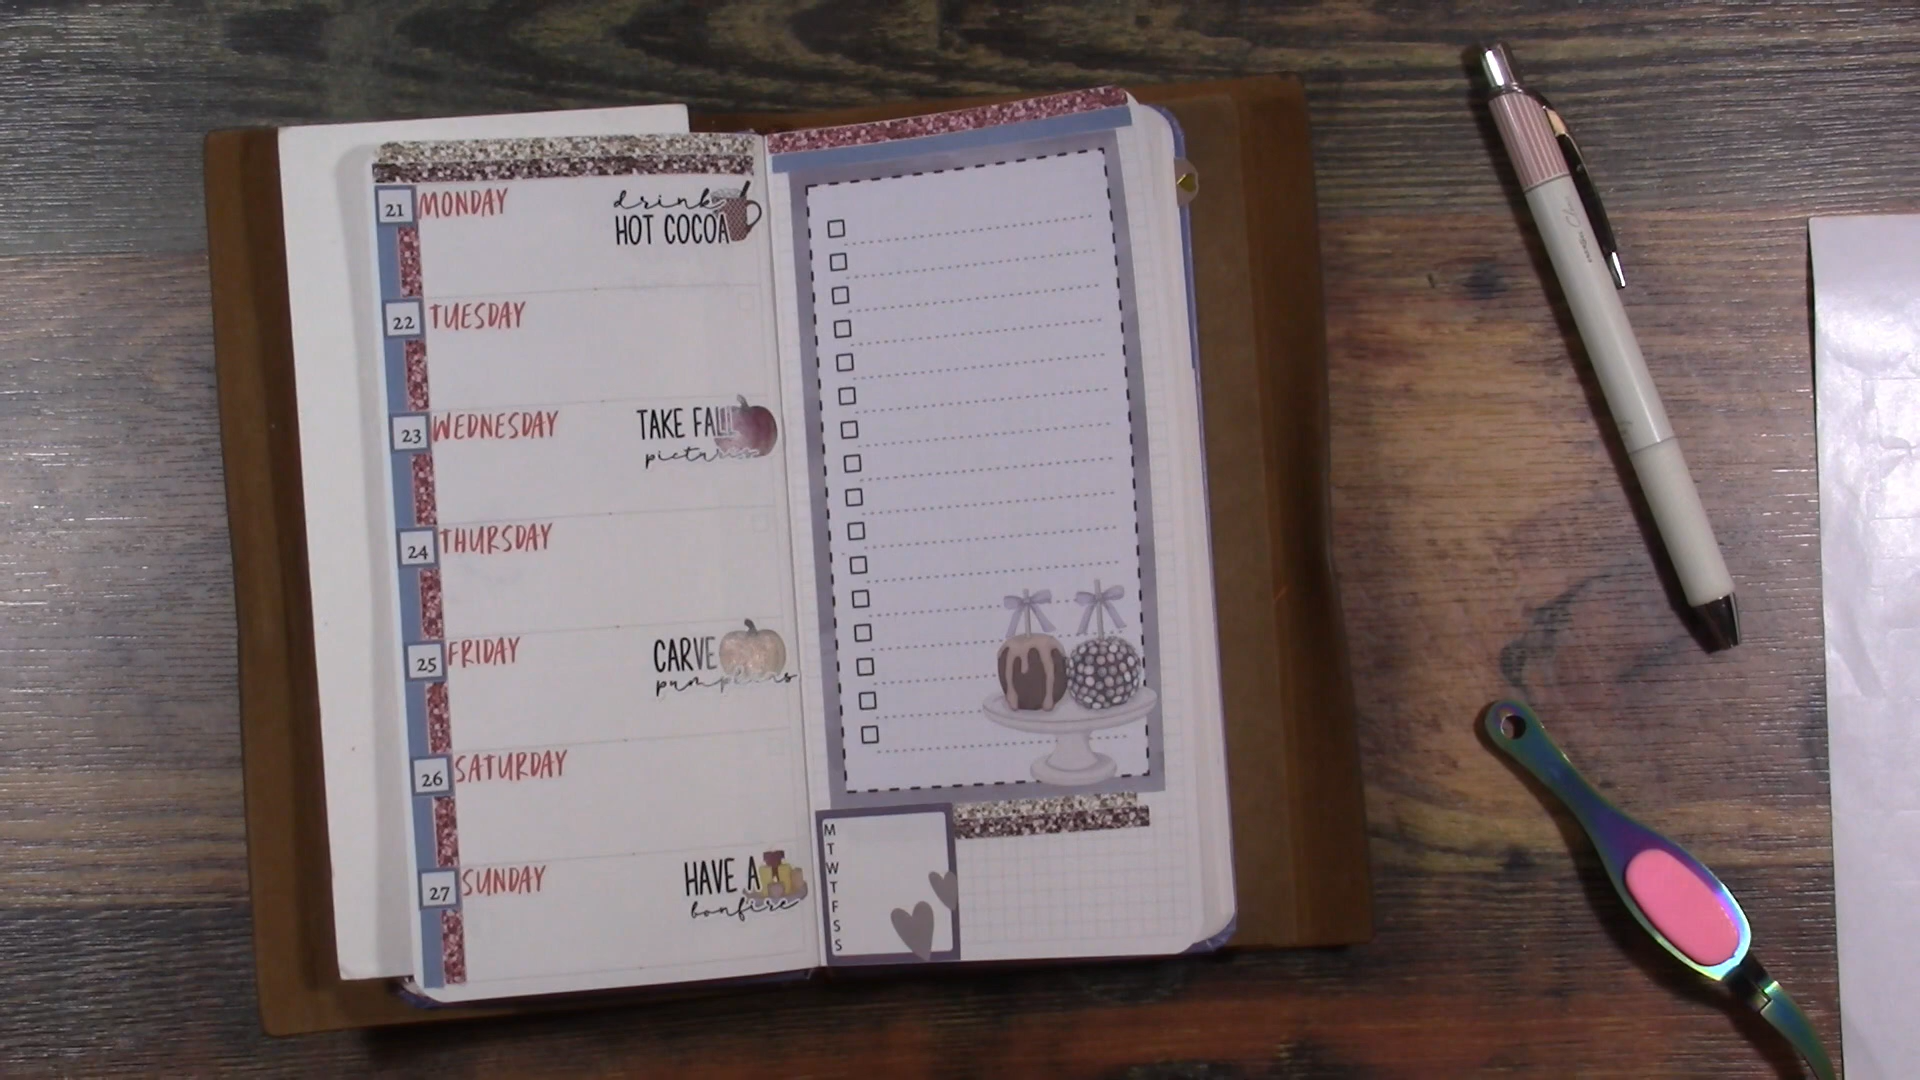 21 MONDAY
drink
HOT COCOA
22 TUESDAY
23 WEDNESDAY
TAKE FALL
pictures
24 THURSDAY
25 FRIDAY
CARVE
pumpkins
26 SATURDAY
27 SUNDAY
HAVE A
bonfire
M
T
W
T
F
S
S